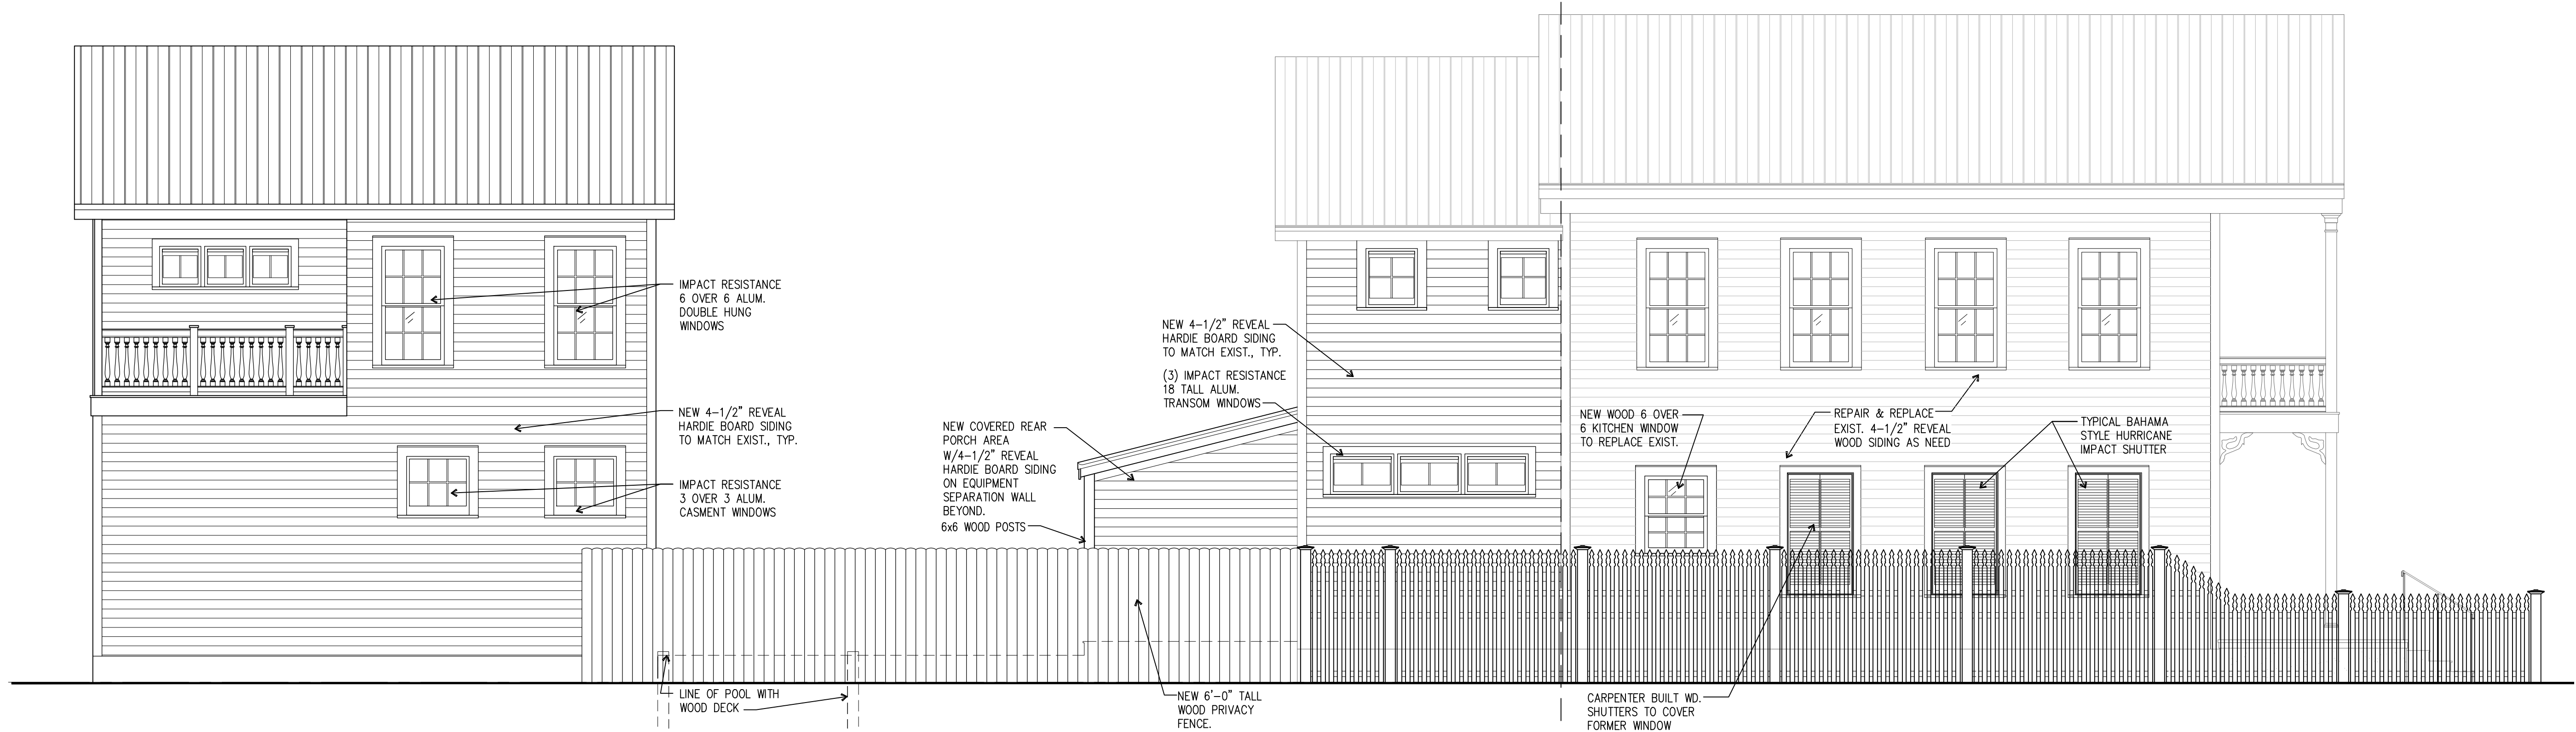 IMPACT RESISTANCE
6 OVER 6 ALUM.
DOUBLE HUNG
WINDOWS
NEW 4-1/2" REVEAL
HARDIE BOARD SIDING
TO MATCH EXIST., TYP.
IMPACT RESISTANCE
3 OVER 3 ALUM.
CASMENT WINDOWS
LINE OF POOL WITH
WOOD DECK
NEW COVERED REAR
PORCH AREA
W/4-1/2" REVEAL
HARDIE BOARD SIDING
ON EQUIPMENT
SEPARATION WALL
BEYOND.
6x6 WOOD POSTS
NEW 4-1/2" REVEAL
HARDIE BOARD SIDING
TO MATCH EXIST., TYP.
(3) IMPACT RESISTANCE
18 TALL ALUM.
TRANSOM WINDOWS
NEW 6'-0" TALL
WOOD PRIVACY
FENCE.
NEW WOOD 6 OVER
6 KITCHEN WINDOW
TO REPLACE EXIST.
REPAIR & REPLACE
EXIST. 4-1/2" REVEAL
WOOD SIDING AS NEED
TYPICAL BAHAMA
STYLE HURRICANE
IMPACT SHUTTER
CARPENTER BUILT WD.
SHUTTERS TO COVER
FORMER WINDOW